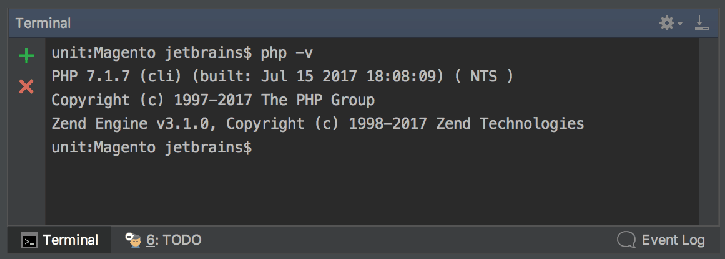 Terminal
unit:Magento jetbrains$ php -v
PHP 7.1.7 (cli) (built: Jul 15 2017 18:08:09) ( NTS )
Copyright (c) 1997-2017 The PHP Group
Zend Engine v3.1.0, Copyright (c) 1998-2017 Zend Technologies
unit:Magento jetbrains$
Terminal 6: TODO Event Log